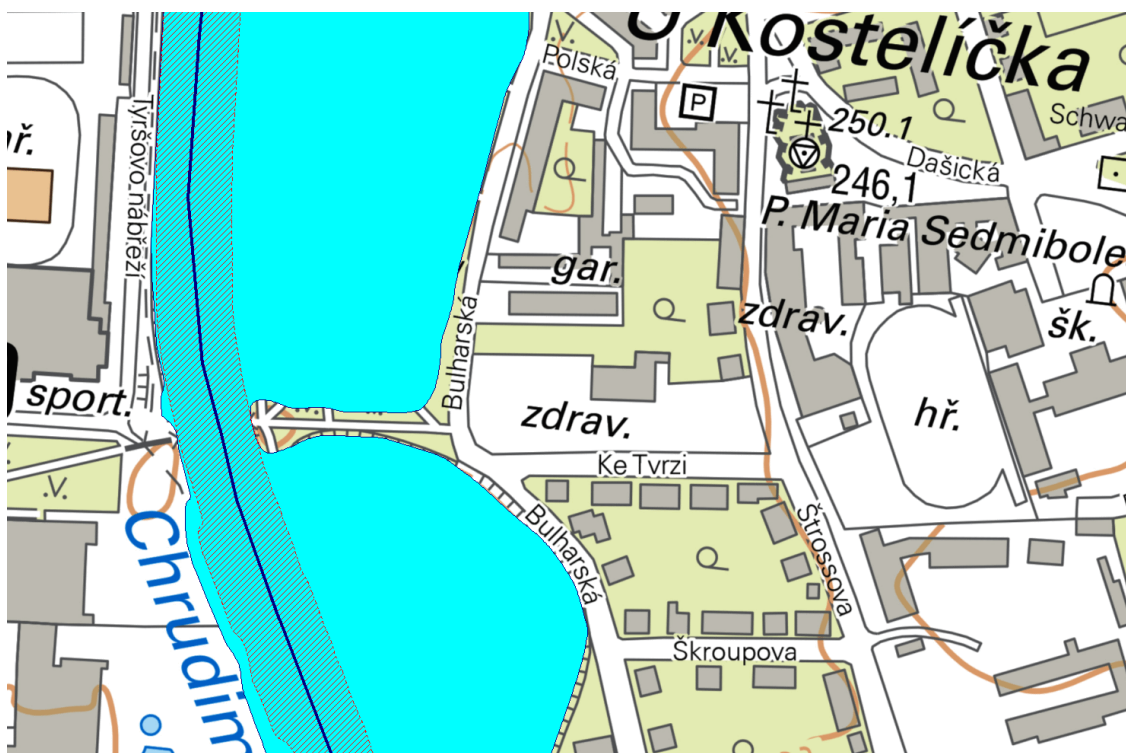 U Kostelíčka
.v.
.v.
.v.
Polská
P
250.1
Schwa
Dašická
246,1
Tyršovo nábřeží
ař.
P. Maria Sedmibole
gar.
zdrav.
šk.
Bulharská
sport.
zdrav.
hř.
Ke Tvrzi
.v.
Bulharská
Štrossova
Chrudim
Škroupova